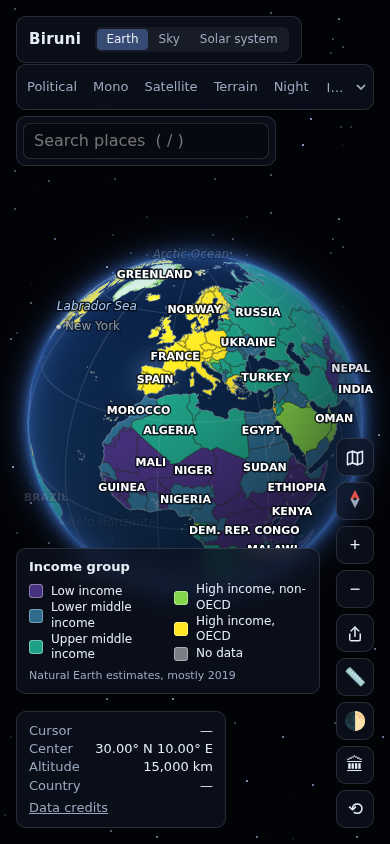 Biruni
Earth Sky Solar system
Political Mono Satellite Terrain Night I...
Search places ( / )
Arctic Ocean
GREENLAND
Labrador Sea
NORWAY
RUSSIA
New York
UKRAINE
FRANCE
NEPAL
SPAIN
TURKEY
INDIA
MOROCCO
OMAN
ALGERIA
EGYPT
MALI
NIGER
SUDAN
GUINEA
ETHIOPIA
BRAZIL
NIGERIA
KENYA
Belo Horizonte
DEM. REP. CONGO
MALAWI
+
−
Income group
Low income
Lower middle
income
Upper middle
income
High income, non-
OECD
High income,
OECD
No data
Natural Earth estimates, mostly 2019
Cursor —
Center 30.00° N 10.00° E
Altitude 15,000 km
Country —
Data credits